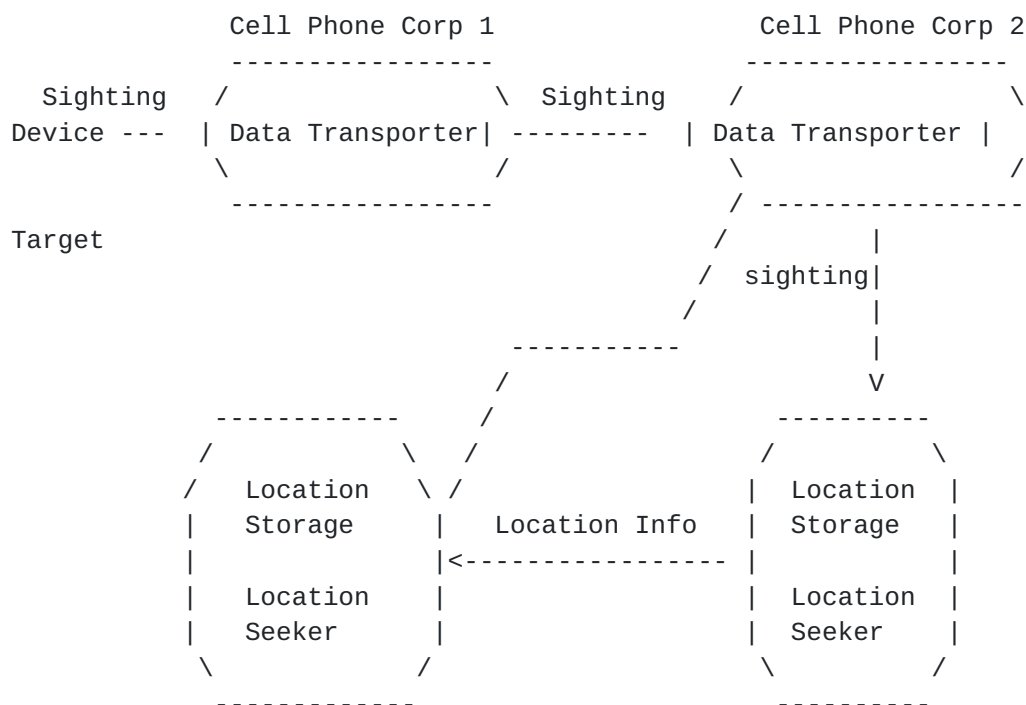 Cell Phone Corp 1 Cell Phone Corp 2
Sighting Sighting
Device --- | Data Transporter| --------- | Data Transporter |
Target
sighting|
V
Location Location
Storage Location Info Storage
Location Location
Seeker Seeker